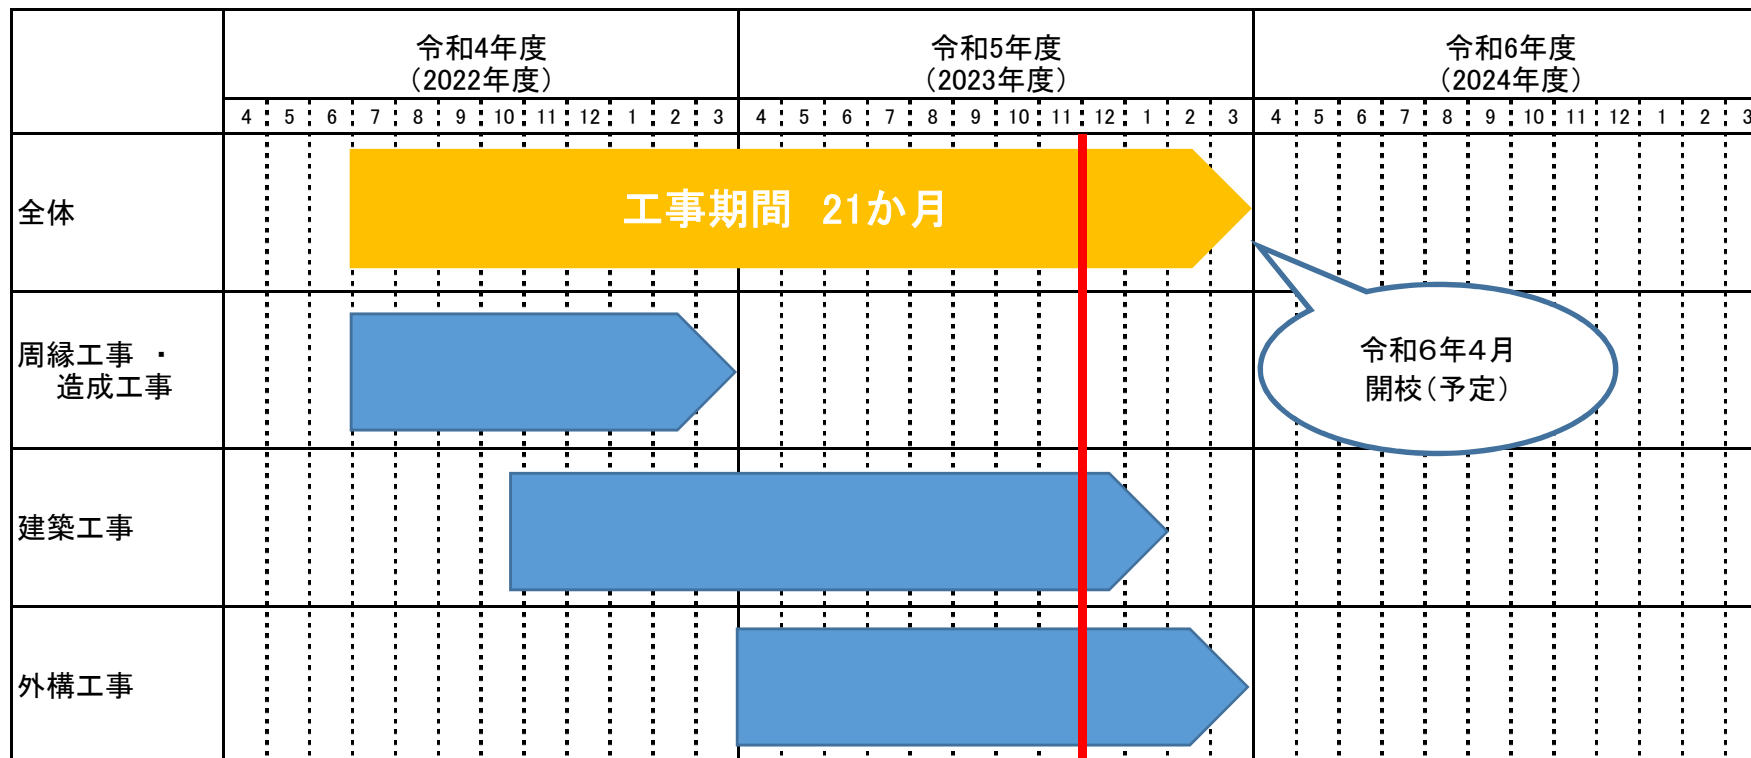 令和4年度
（2022年度）
令和5年度
（2023年度）
令和6年度
（2024年度）
4 5 6 7 8 9 10 11 12 1 2 3 4 5 6 7 8 9 10 11 12 1 2 3 4 5 6 7 8 9 10 11 12 1 2 3
全体
工事期間　21か月
周縁工事 ・
造成工事
令和６年４月
開校（予定）
建築工事
外構工事